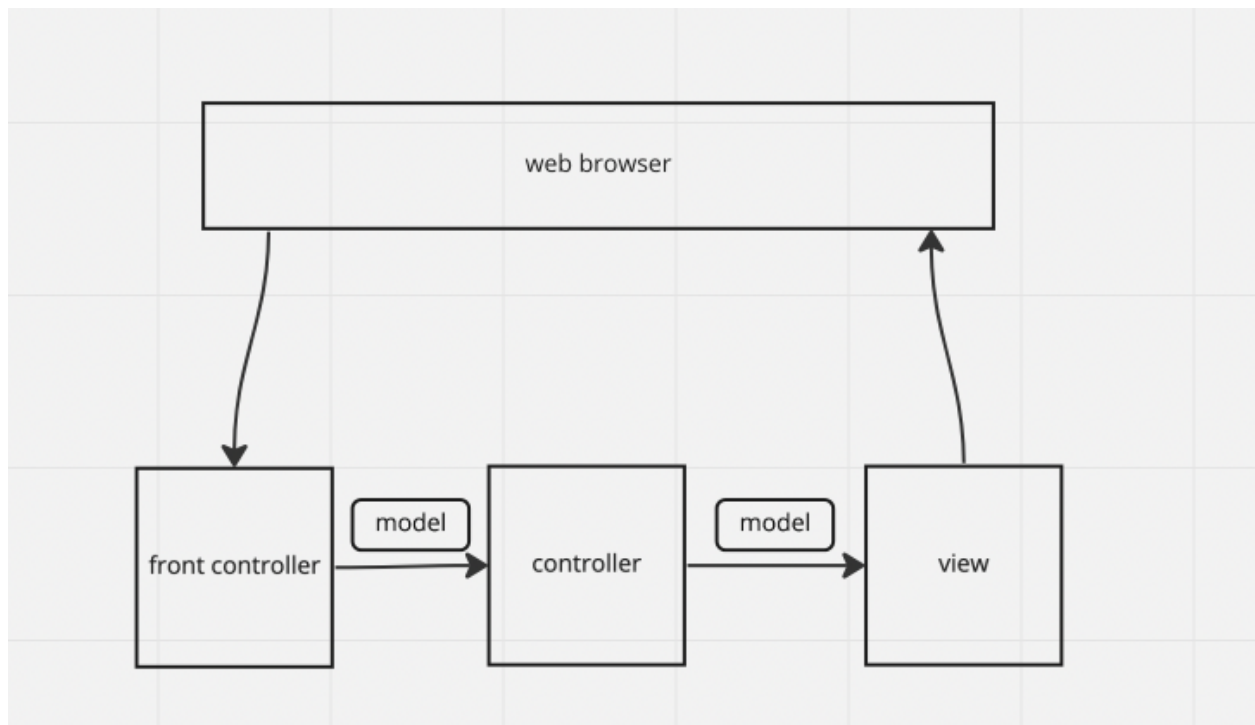 web browser
front controller
model
controller
model
view